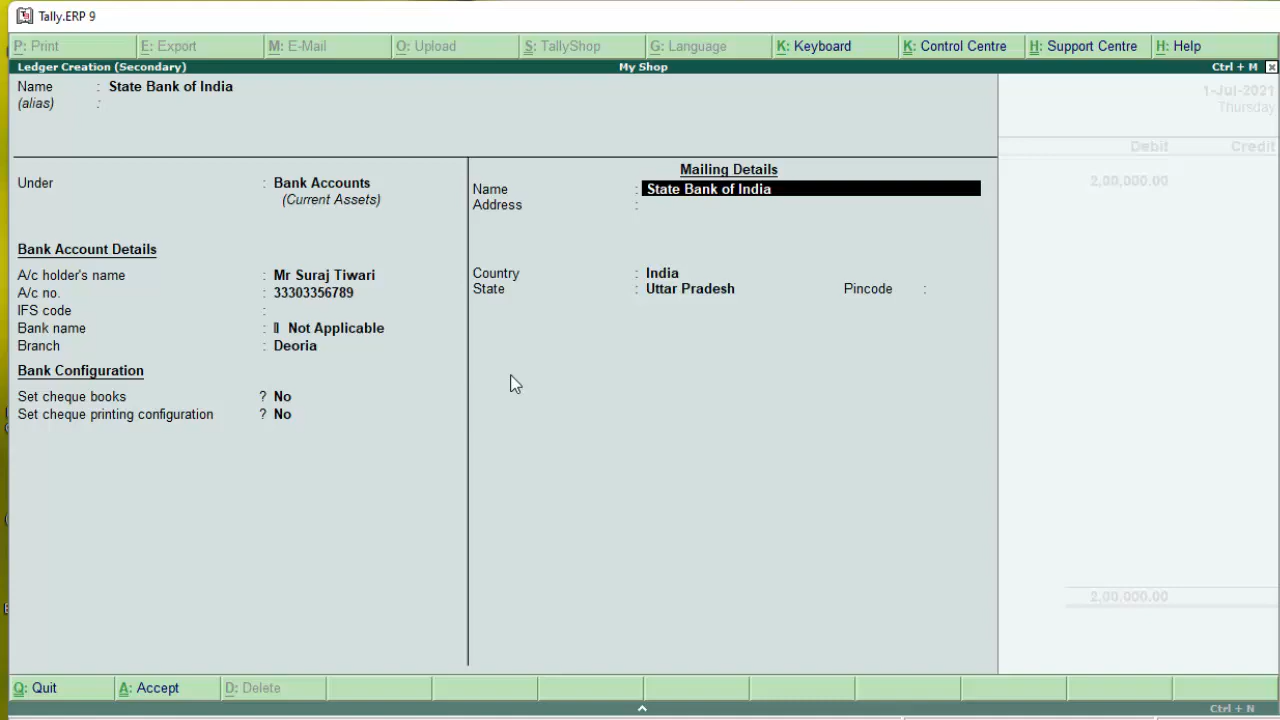 Tally.ERP 9
P: Print E: Export M: E-Mail O: Upload S: TallyShop G: Language K: Keyboard K: Control Centre H: Support Centre H: Help
Ledger Creation (Secondary) My Shop Ctrl + M
Name : State Bank of India
(alias) :
1-Jul-2021
Thursday
Debit Credit
2,00,000.00
Under : Bank Accounts
(Current Assets)
Bank Account Details
A/c holder's name : Mr Suraj Tiwari
A/c no. : 33303356789
IFS code :
Bank name : Not Applicable
Branch : Deoria
Bank Configuration
Set cheque books ? No
Set cheque printing configuration ? No
Mailing Details
Name : State Bank of India
Address :
Country : India
State : Uttar Pradesh Pincode :
2,00,000.00
Q: Quit A: Accept D: Delete
Ctrl + N